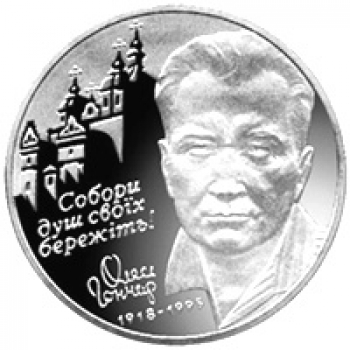 Собори
душ своїх
бережіть!
Олесь
Гончар
1918-1995